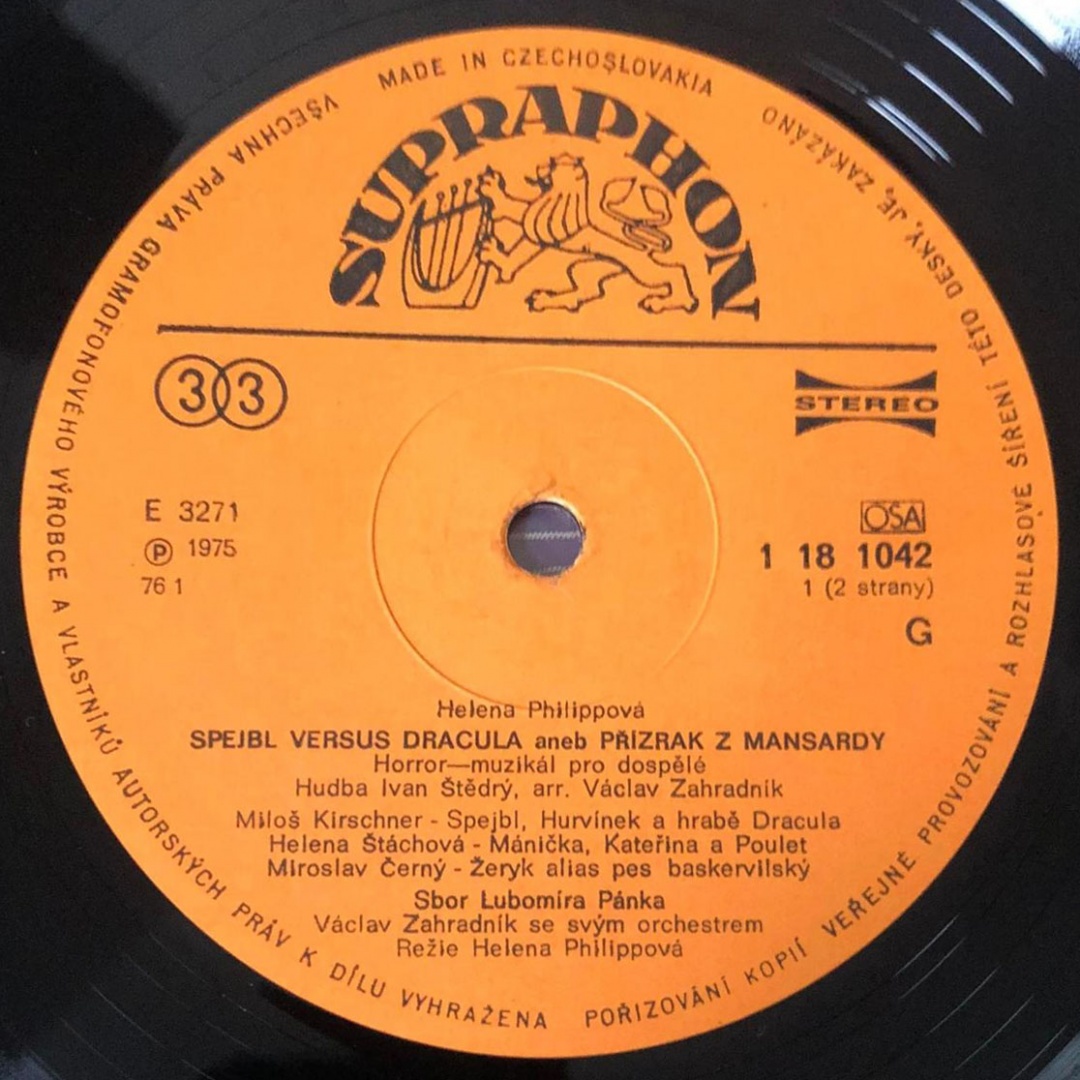 MADE IN CZECHOSLOVAKIA
SUPRAPHON
33
STEREO
E 3271
Ⓟ 1975
76 1
OSA
1 18 1042
1 (2 strany)
G
Helena Philippová
SPEJBL VERSUS DRACULA aneb PŘÍZRAK Z MANSARDY
Horror—muzikál pro dospělé
Hudba Ivan Štědrý, arr. Václav Zahradník
Miloš Kirschner - Spejbl, Hurvínek a hrabě Dracula
Helena Štáchová - Mánička, Kateřina a Poulet
Miroslav Černý - Žeryk alias pes baskervilský
Sbor Lubomíra Pánka
Václav Zahradník se svým orchestrem
Režie Helena Philippová
VŠECHNA PRÁVA GRAMOFONOVÉHO VÝROBCE A VLASTNÍKŮ AUTORSKÝCH PRÁV K DÍLU VYHRAŽENA
POŘIZOVÁNÍ KOPIÍ VEŘEJNÉ PROVOZOVÁNÍ A ROZHLASOVÉ ŠÍŘENÍ TÉTO DESKY, JE, ZAKÁZÁNO